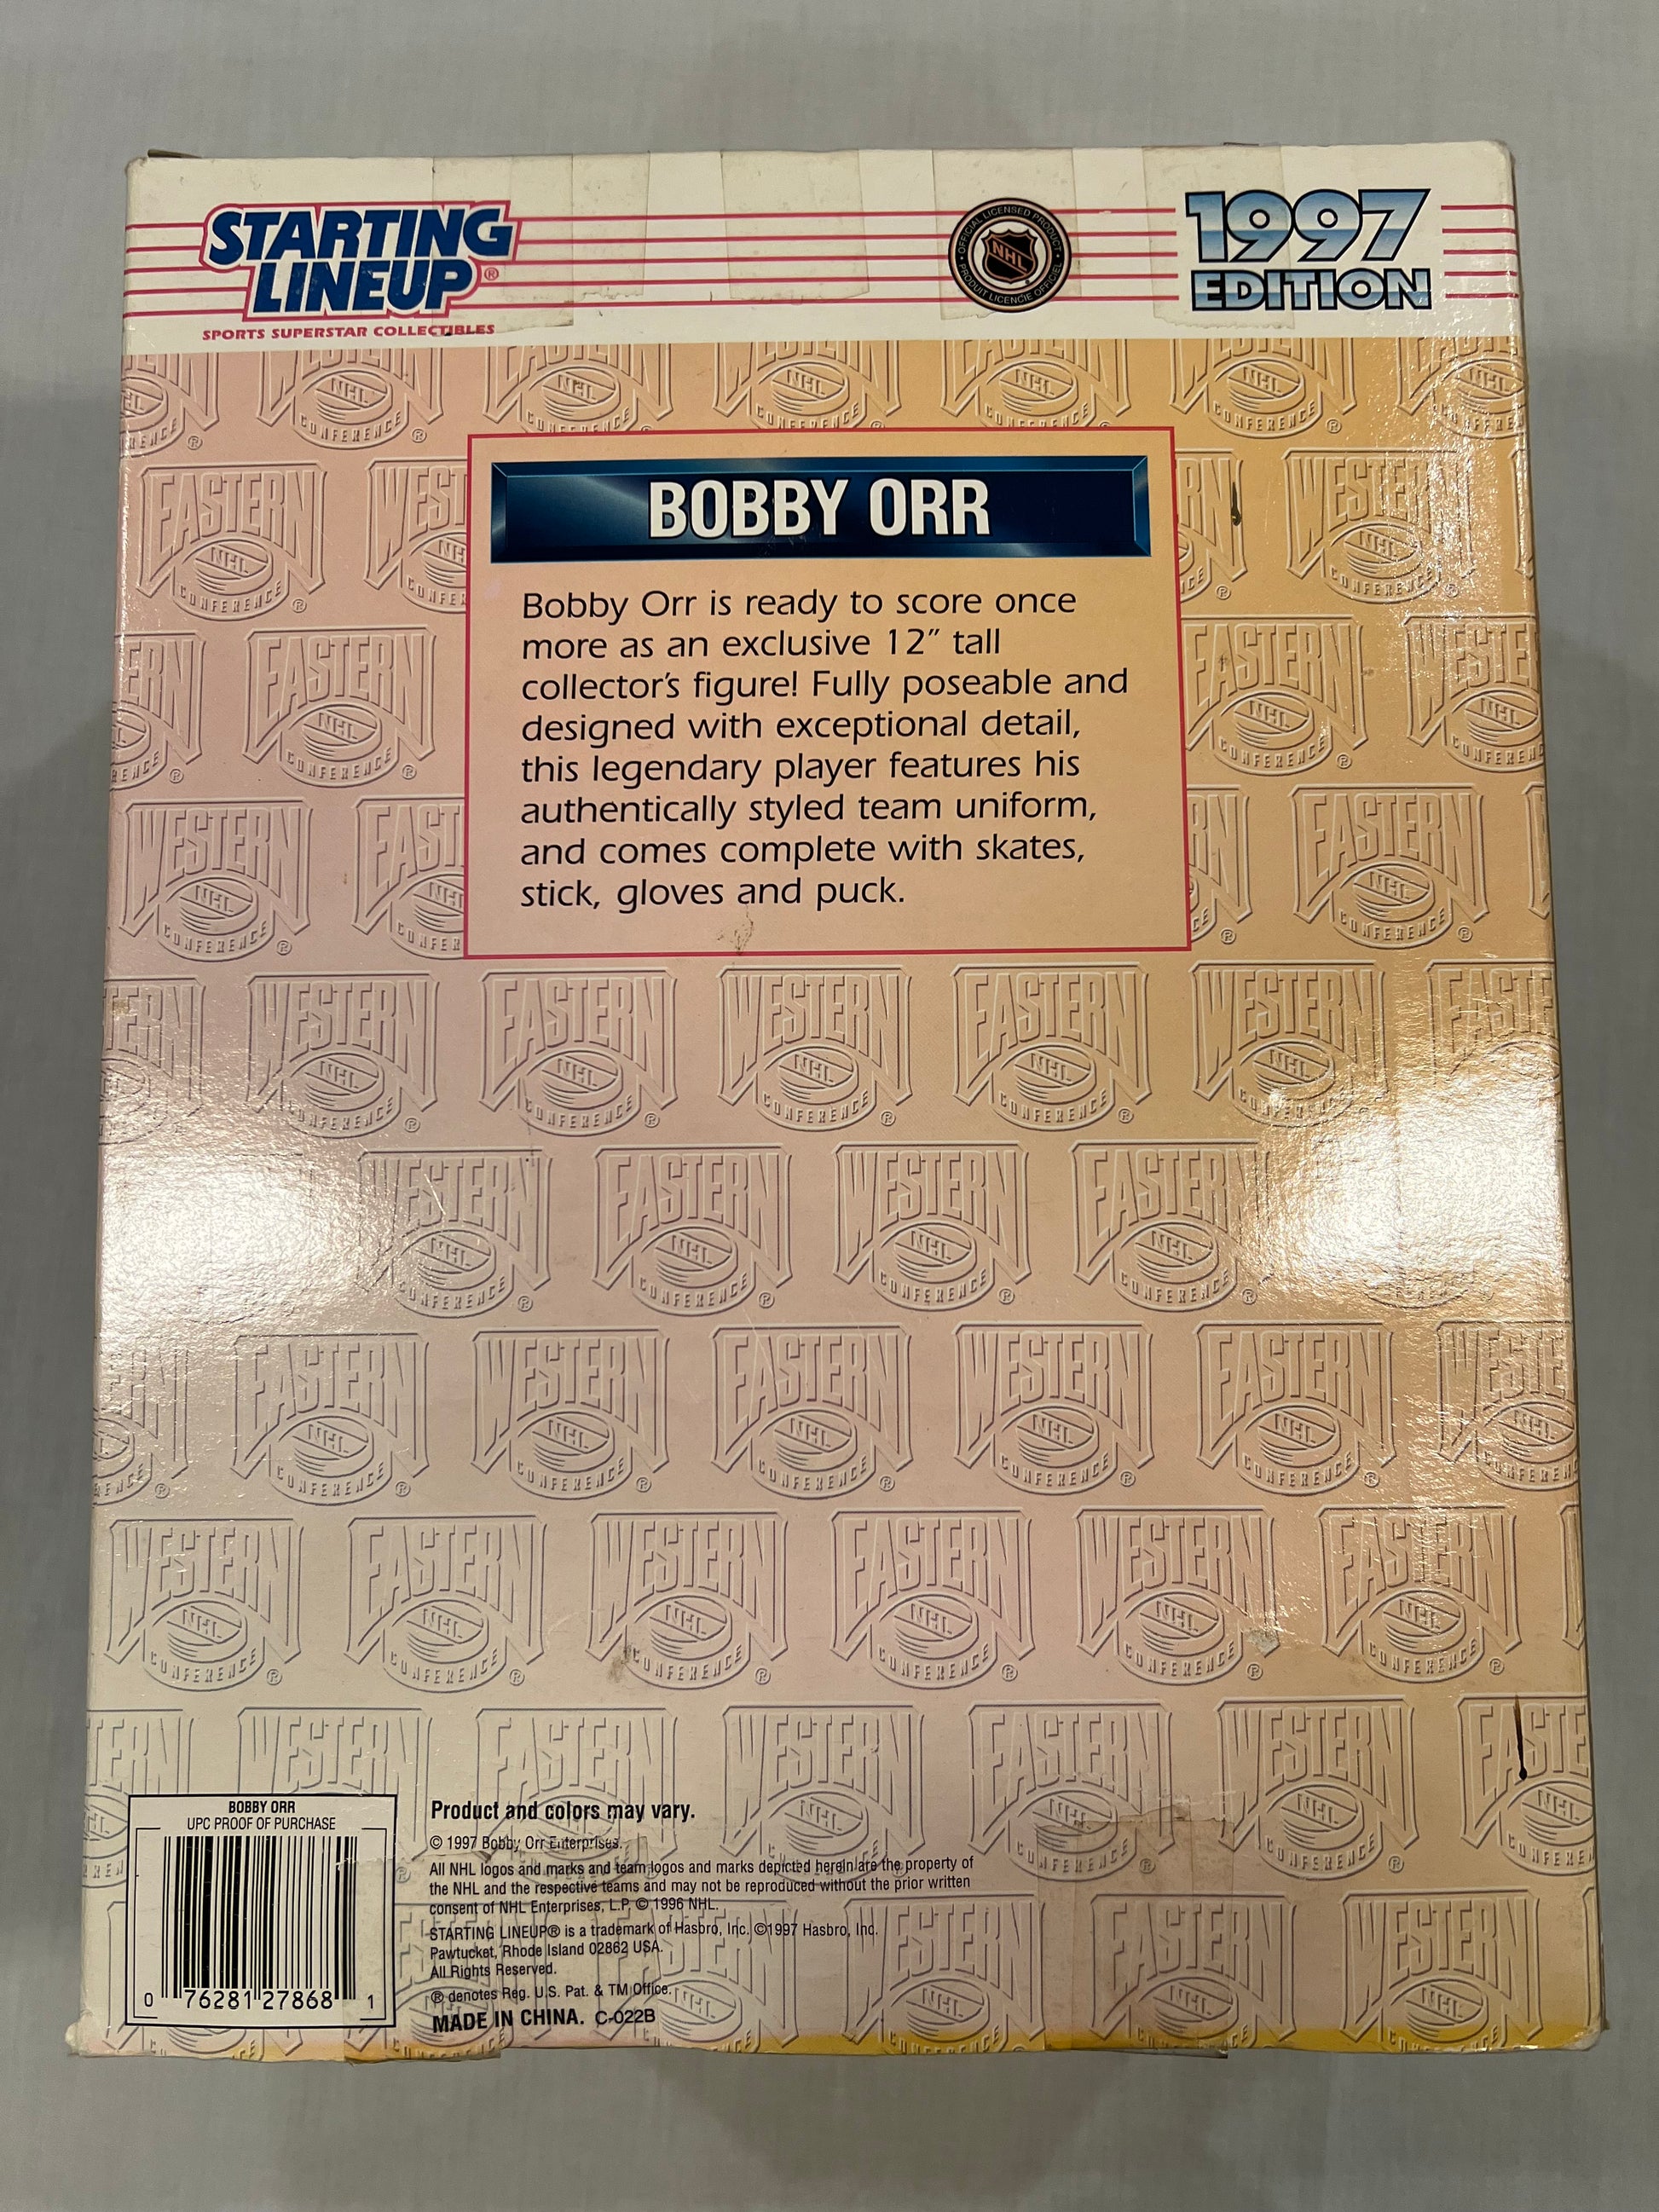 STARTING
LINEUP®
SPORTS SUPERSTAR COLLECTIBLES
OFFICIAL LICENSED PRODUCT
NHL
PRODUIT LICENCIE OFFICIEL
1997
EDITION
BOBBY ORR
Bobby Orr is ready to score once
more as an exclusive 12" tall
collector's figure! Fully poseable and
designed with exceptional detail,
this legendary player features his
authentically styled team uniform,
and comes complete with skates,
stick, gloves and puck.
WESTERN NHL CONFERENCE ®
EASTERN NHL CONFERENCE ®
BOBBY ORR
UPC PROOF OF PURCHASE
0 76281 27868 1
Product and colors may vary.
© 1997 Bobby Orr Enterprises.
All NHL logos and marks and team logos and marks depicted herein are the property of
the NHL and the respective teams and may not be reproduced without the prior written
consent of NHL Enterprises, L.P. © 1996 NHL.
STARTING LINEUP® is a trademark of Hasbro, Inc. ©1997 Hasbro, Inc.
Pawtucket, Rhode Island 02862 USA.
All Rights Reserved.
® denotes Reg. U.S. Pat. & TM Office.
MADE IN CHINA. C-022B